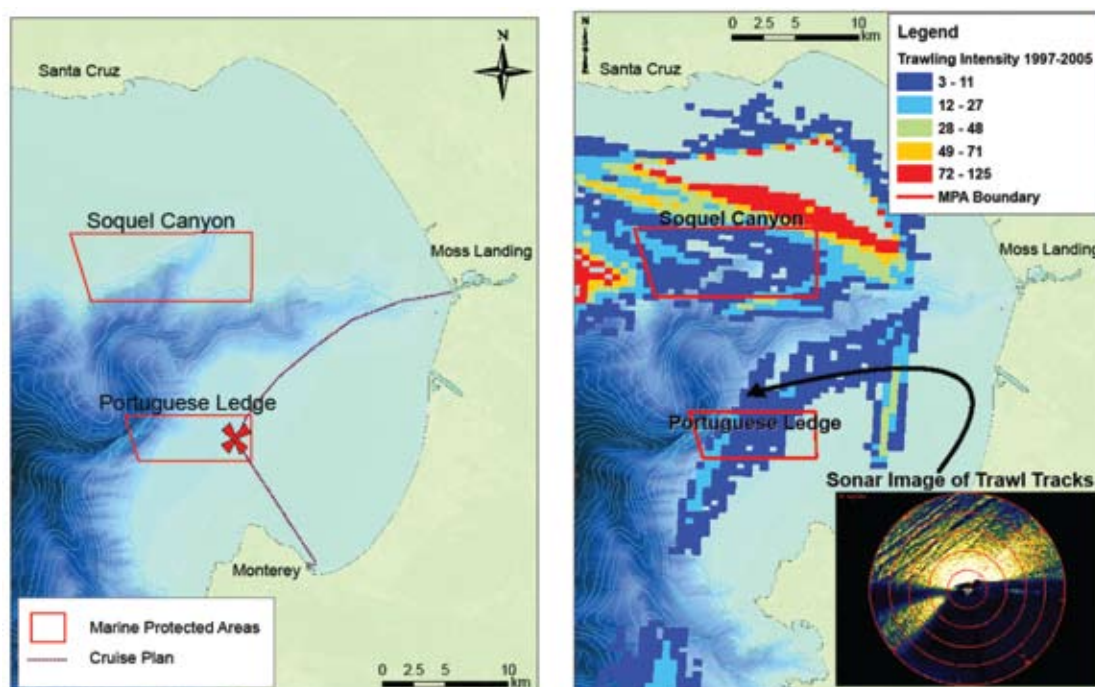 N
Santa Cruz
Soquel Canyon
Moss Landing
Portuguese Ledge
Monterey
Marine Protected Areas
Cruise Plan
0 2.5 5 10
km
N
0 2.5 5 10
km
Santa Cruz
Legend
Trawling Intensity 1997-2005
3 - 11
12 - 27
28 - 48
49 - 71
72 - 125
MPA Boundary
Soquel Canyon
Moss Landing
Portuguese Ledge
Sonar Image of Trawl Tracks